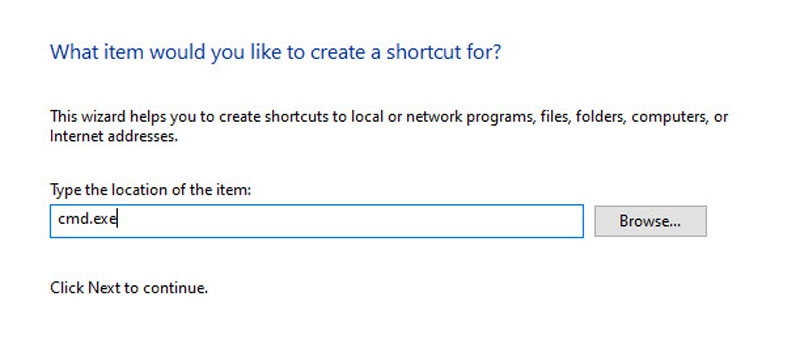 What item would you like to create a shortcut for?
This wizard helps you to create shortcuts to local or network programs, files, folders, computers, or
Internet addresses.
Type the location of the item:
cmd.exe
Browse...
Click Next to continue.